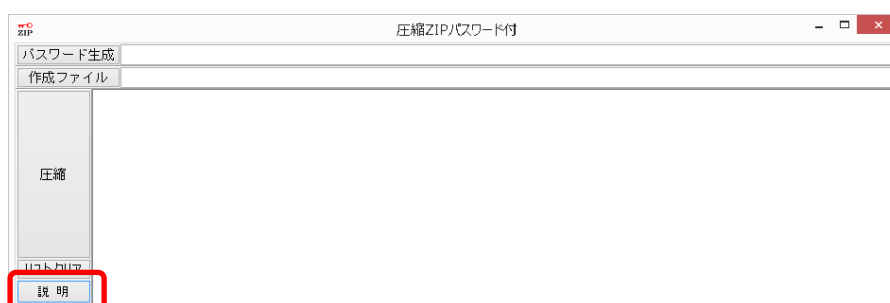 ZIP
圧縮ZIPパスワード付
パスワード生成
作成ファイル
圧縮
リストクリア
説 明